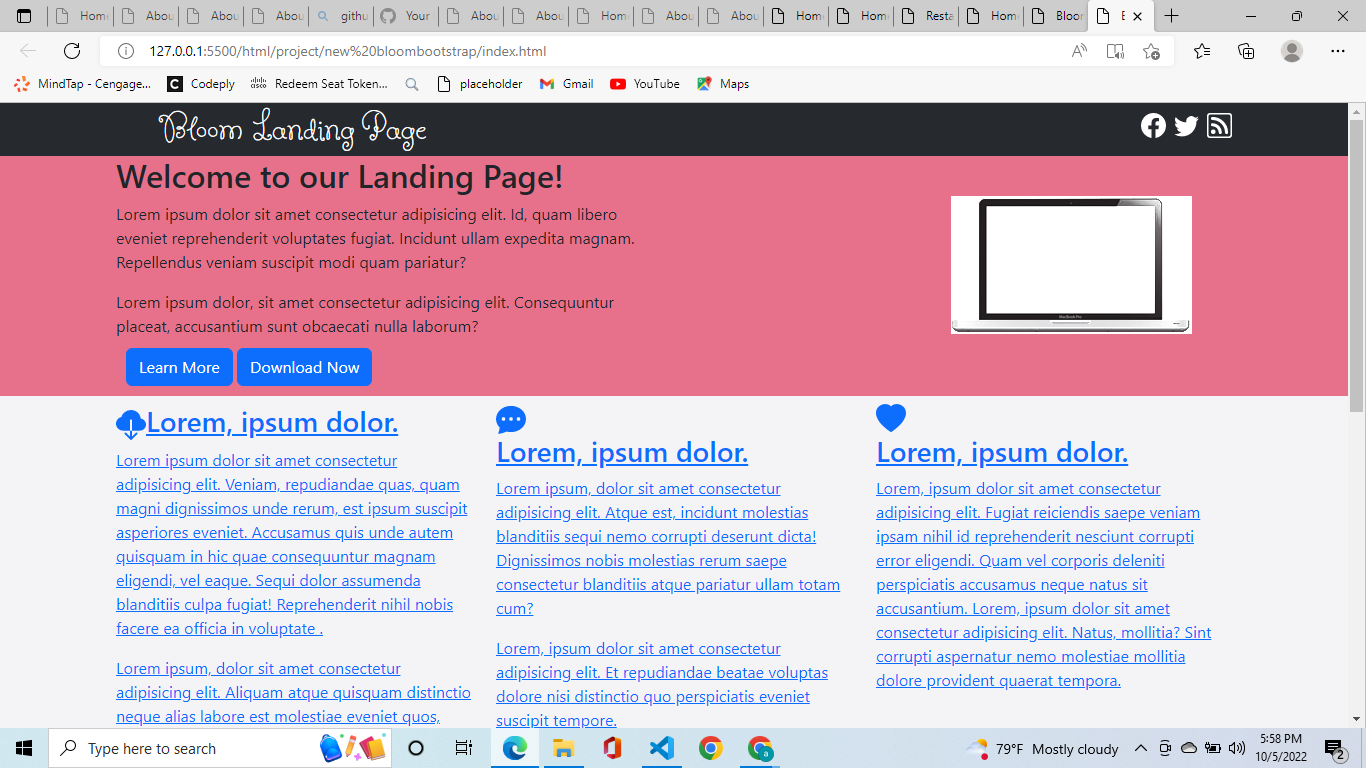 Home
Abou
Abou
Abou
githu
Your
Abou
Abou
Home
Abou
Abou
Home
Home
Resta
Home
Bloom
127.0.0.1:5500/html/project/new%20bloombootstrap/index.html
MindTap - Cengage...
Codeply
Redeem Seat Token...
placeholder
Gmail
YouTube
Maps
Bloom Landing Page
Welcome to our Landing Page!
Lorem ipsum dolor sit amet consectetur adipisicing elit. Id, quam libero
eveniet reprehenderit voluptates fugiat. Incidunt ullam expedita magnam.
Repellendus veniam suscipit modi quam pariatur?
Lorem ipsum dolor, sit amet consectetur adipisicing elit. Consequuntur
placeat, accusantium sunt obcaecati nulla laborum?
Learn More
Download Now
MacBook Pro
Lorem, ipsum dolor.
Lorem ipsum dolor sit amet consectetur
adipisicing elit. Veniam, repudiandae quas, quam
magni dignissimos unde rerum, est ipsum suscipit
asperiores eveniet. Accusamus quis unde autem
quisquam in hic quae consequuntur magnam
eligendi, vel eaque. Sequi dolor assumenda
blanditiis culpa fugiat! Reprehenderit nihil nobis
facere ea officia in voluptate .
Lorem ipsum, dolor sit amet consectetur
adipisicing elit. Aliquam atque quisquam distinctio
neque alias labore est molestiae eveniet quos,
Lorem, ipsum dolor.
Lorem ipsum, dolor sit amet consectetur
adipisicing elit. Atque est, incidunt molestias
blanditiis sequi nemo corrupti deserunt dicta!
Dignissimos nobis molestias rerum saepe
consectetur blanditiis atque pariatur ullam totam
cum?
Lorem, ipsum dolor sit amet consectetur
adipisicing elit. Et repudiandae beatae voluptas
dolore nisi distinctio quo perspiciatis eveniet
suscipit tempore.
Lorem, ipsum dolor.
Lorem, ipsum dolor sit amet consectetur
adipisicing elit. Fugiat reiciendis saepe veniam
ipsam nihil id reprehenderit nesciunt corrupti
error eligendi. Quam vel corporis deleniti
perspiciatis accusamus neque natus sit
accusantium. Lorem, ipsum dolor sit amet
consectetur adipisicing elit. Natus, mollitia? Sint
corrupti aspernatur nemo molestiae mollitia
dolore provident quaerat tempora.
Type here to search
79°F Mostly cloudy
5:58 PM
10/5/2022
2